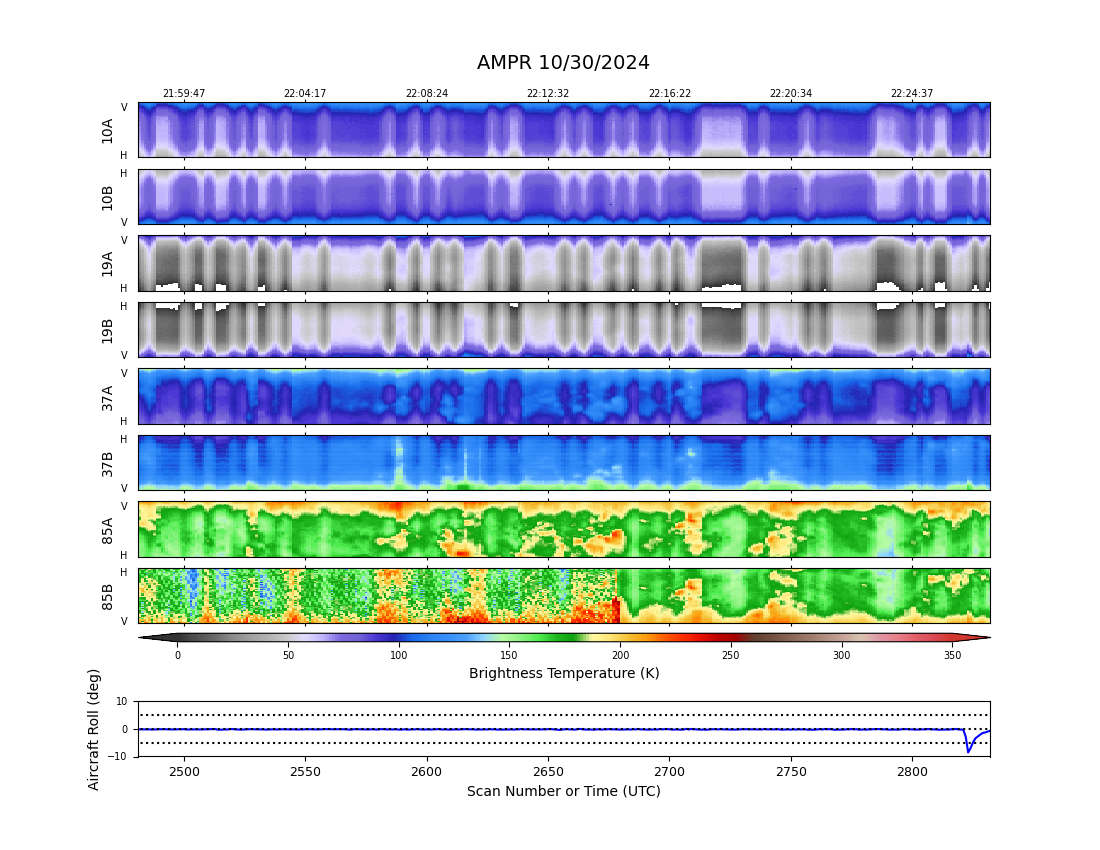 AMPR 10/30/2024
21:59:47 22:04:17 22:08:24 22:12:32 22:16:22 22:20:34 22:24:37
V
10A
H
H
10B
V
V
19A
H
H
19B
V
V
37A
H
H
37B
V
V
85A
H
H
85B
V
0 50 100 150 200 250 300 350
Brightness Temperature (K)
Aircraft Roll (deg)
10
0
−10
2500 2550 2600 2650 2700 2750 2800
Scan Number or Time (UTC)